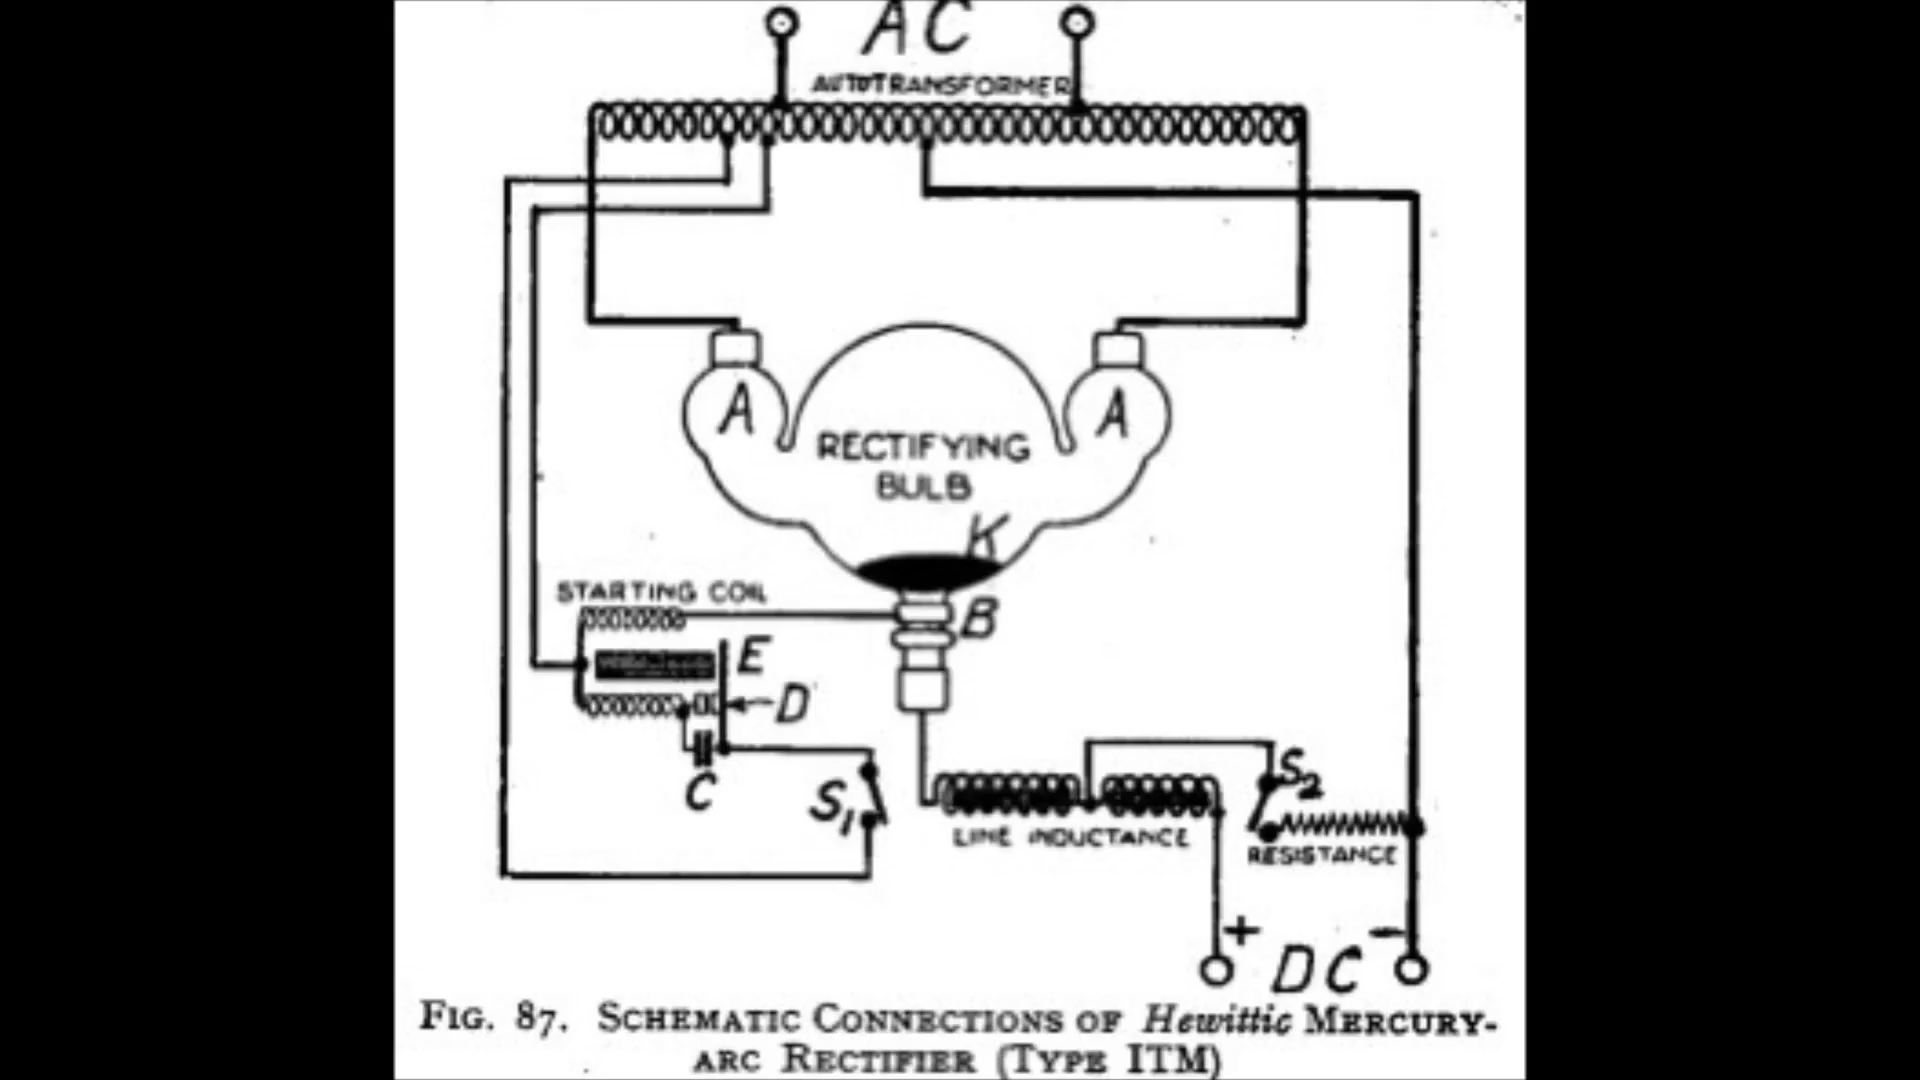 AC
AUTOTRANSFORMER
A
A
RECTIFYING
BULB
K
STARTING COIL
B
E
D
C
S1
S2
LINE INDUCTANCE
RESISTANCE
+ DC -
FIG. 87. SCHEMATIC CONNECTIONS OF Hewittic MERCURY-
ARC RECTIFIER (TYPE ITM)